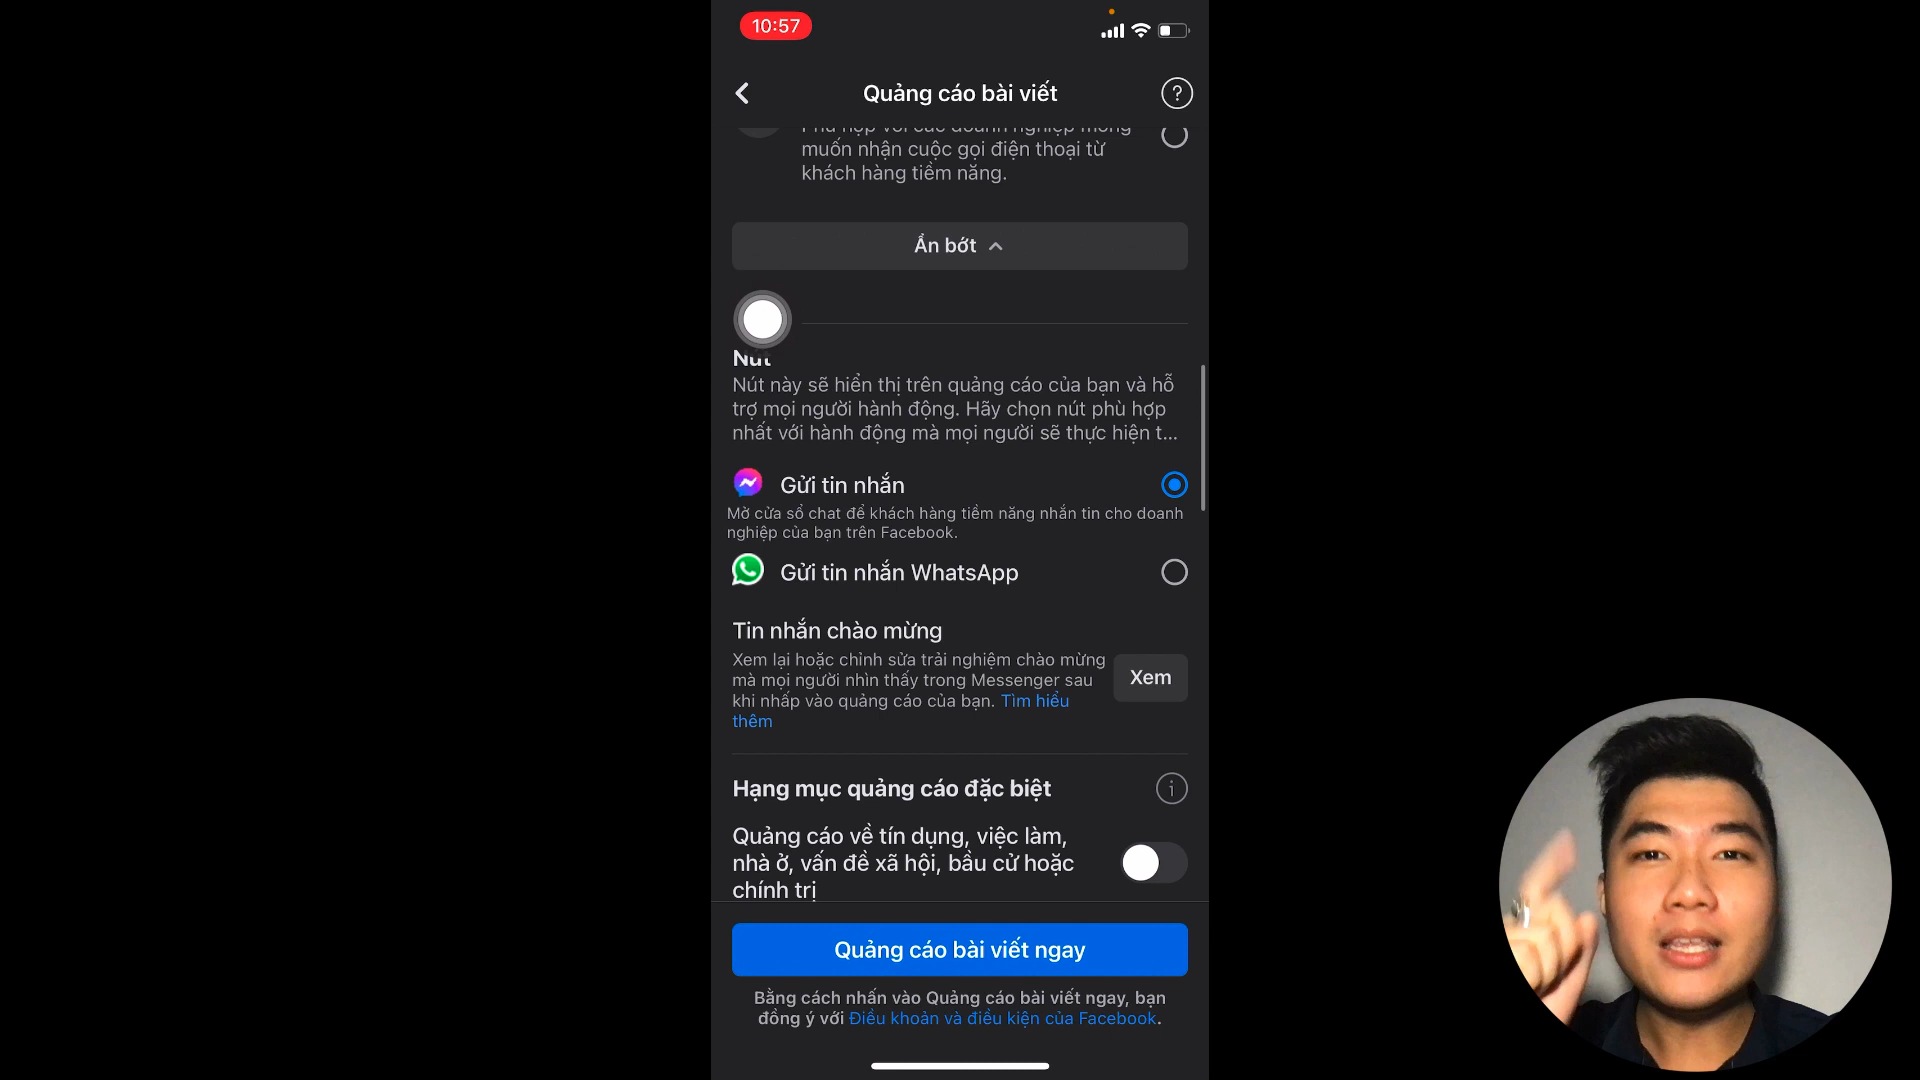 10:57
Quảng cáo bài viết
?
Phù hợp với các doanh nghiệp mong
muốn nhận cuộc gọi điện thoại từ
khách hàng tiềm năng.
Ẩn bớt
Nút
Nút này sẽ hiển thị trên quảng cáo của bạn và hỗ
trợ mọi người hành động. Hãy chọn nút phù hợp
nhất với hành động mà mọi người sẽ thực hiện t...
Gửi tin nhắn
Mở cửa sổ chat để khách hàng tiềm năng nhắn tin cho doanh
nghiệp của bạn trên Facebook.
Gửi tin nhắn WhatsApp
Tin nhắn chào mừng
Xem lại hoặc chỉnh sửa trải nghiệm chào mừng
mà mọi người nhìn thấy trong Messenger sau
khi nhấp vào quảng cáo của bạn. Tìm hiểu
thêm
Xem
Hạng mục quảng cáo đặc biệt
i
Quảng cáo về tín dụng, việc làm,
nhà ở, vấn đề xã hội, bầu cử hoặc
chính trị
Quảng cáo bài viết ngay
Bằng cách nhấn vào Quảng cáo bài viết ngay, bạn
đồng ý với Điều khoản và điều kiện của Facebook.